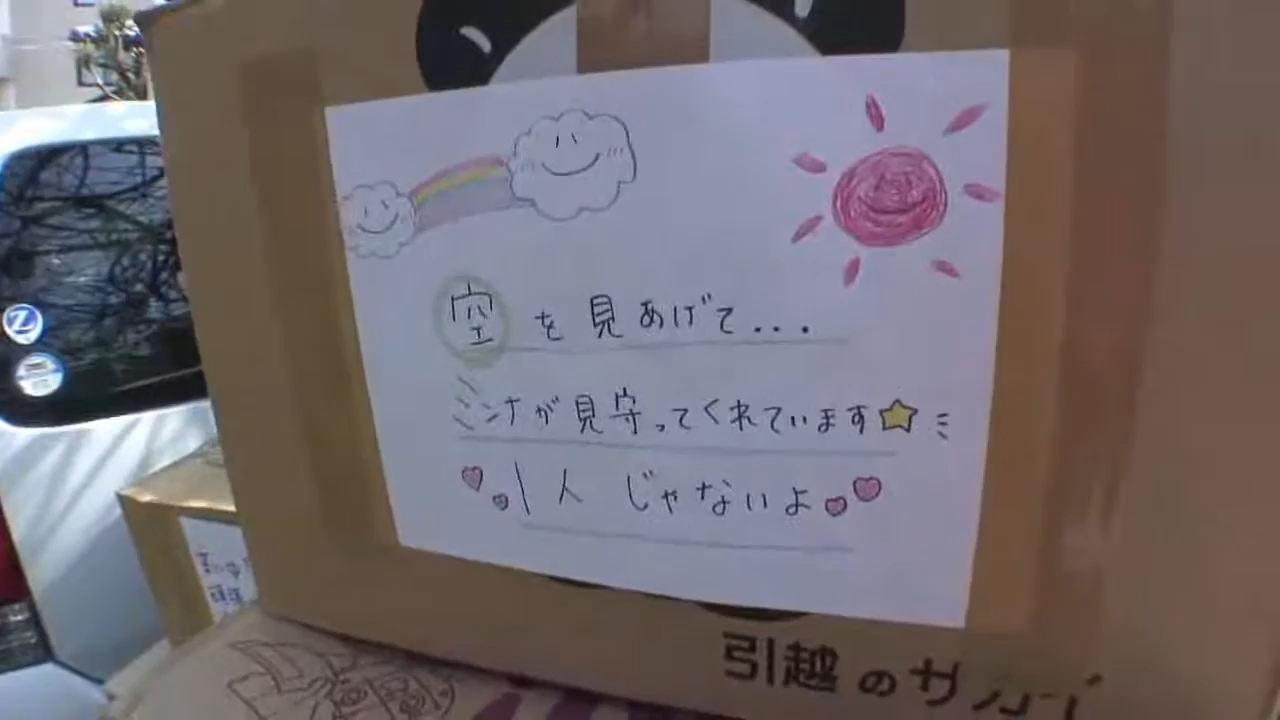 空を見あげて...
ミンナが見守ってくれています☆
1人じゃないよ
引越のサカイ